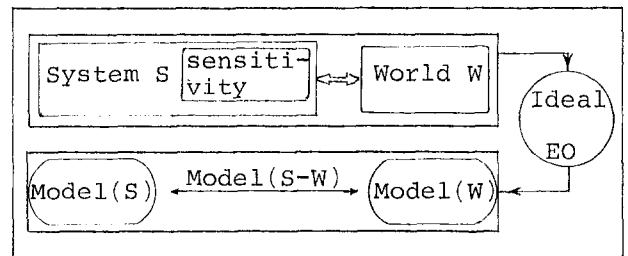 System S
sensiti-
vity
World W
Ideal
EO
Model(S)
Model(S-W)
Model(W)